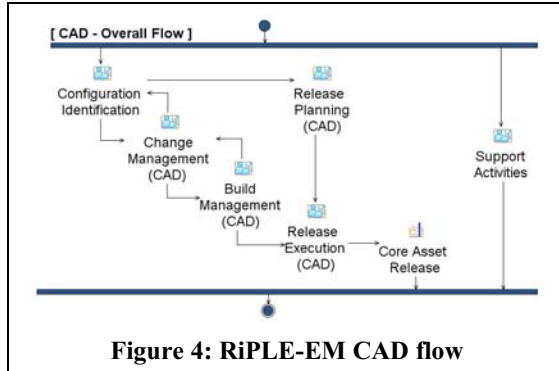 [ CAD - Overall Flow ]
Configuration
Identification
Release
Planning
(CAD)
Change
Management
(CAD)
Support
Activities
Build
Management
(CAD)
Release
Execution
(CAD)
Core Asset
Release
Figure 4: RiPLE-EM CAD flow